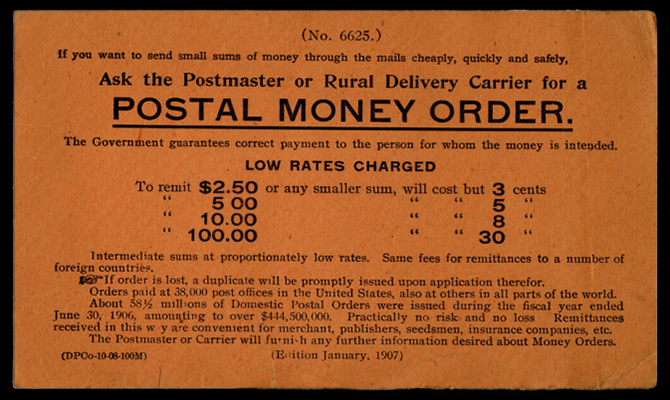 (No. 6625.)
If you want to send small sums of money through the mails cheaply, quickly and safely,
Ask the Postmaster or Rural Delivery Carrier for a
POSTAL MONEY ORDER.
The Government guarantees correct payment to the person for whom the money is intended.
LOW RATES CHARGED
To remit $2.50 or any smaller sum, will cost but 3 cents
" 5 00 " " 5 "
" 10.00 " " 8 "
" 100.00 " " 30 "
Intermediate sums at proportionately low rates. Same fees for remittances to a number of
foreign countries.
☞If order is lost, a duplicate will be promptly issued upon application therefor.
Orders paid at 38,000 post offices in the United States, also at others in all parts of the world.
About 58½ millions of Domestic Postal Orders were issued during the fiscal year ended
June 30, 1906, amounting to over $444,500,000. Practically no risk and no loss Remittances
received in this way are convenient for merchant, publishers, seedsmen, insurance companies, etc.
The Postmaster or Carrier will furnish any further information desired about Money Orders.
(DPCo-10-08-100M) (Edition January, 1907)